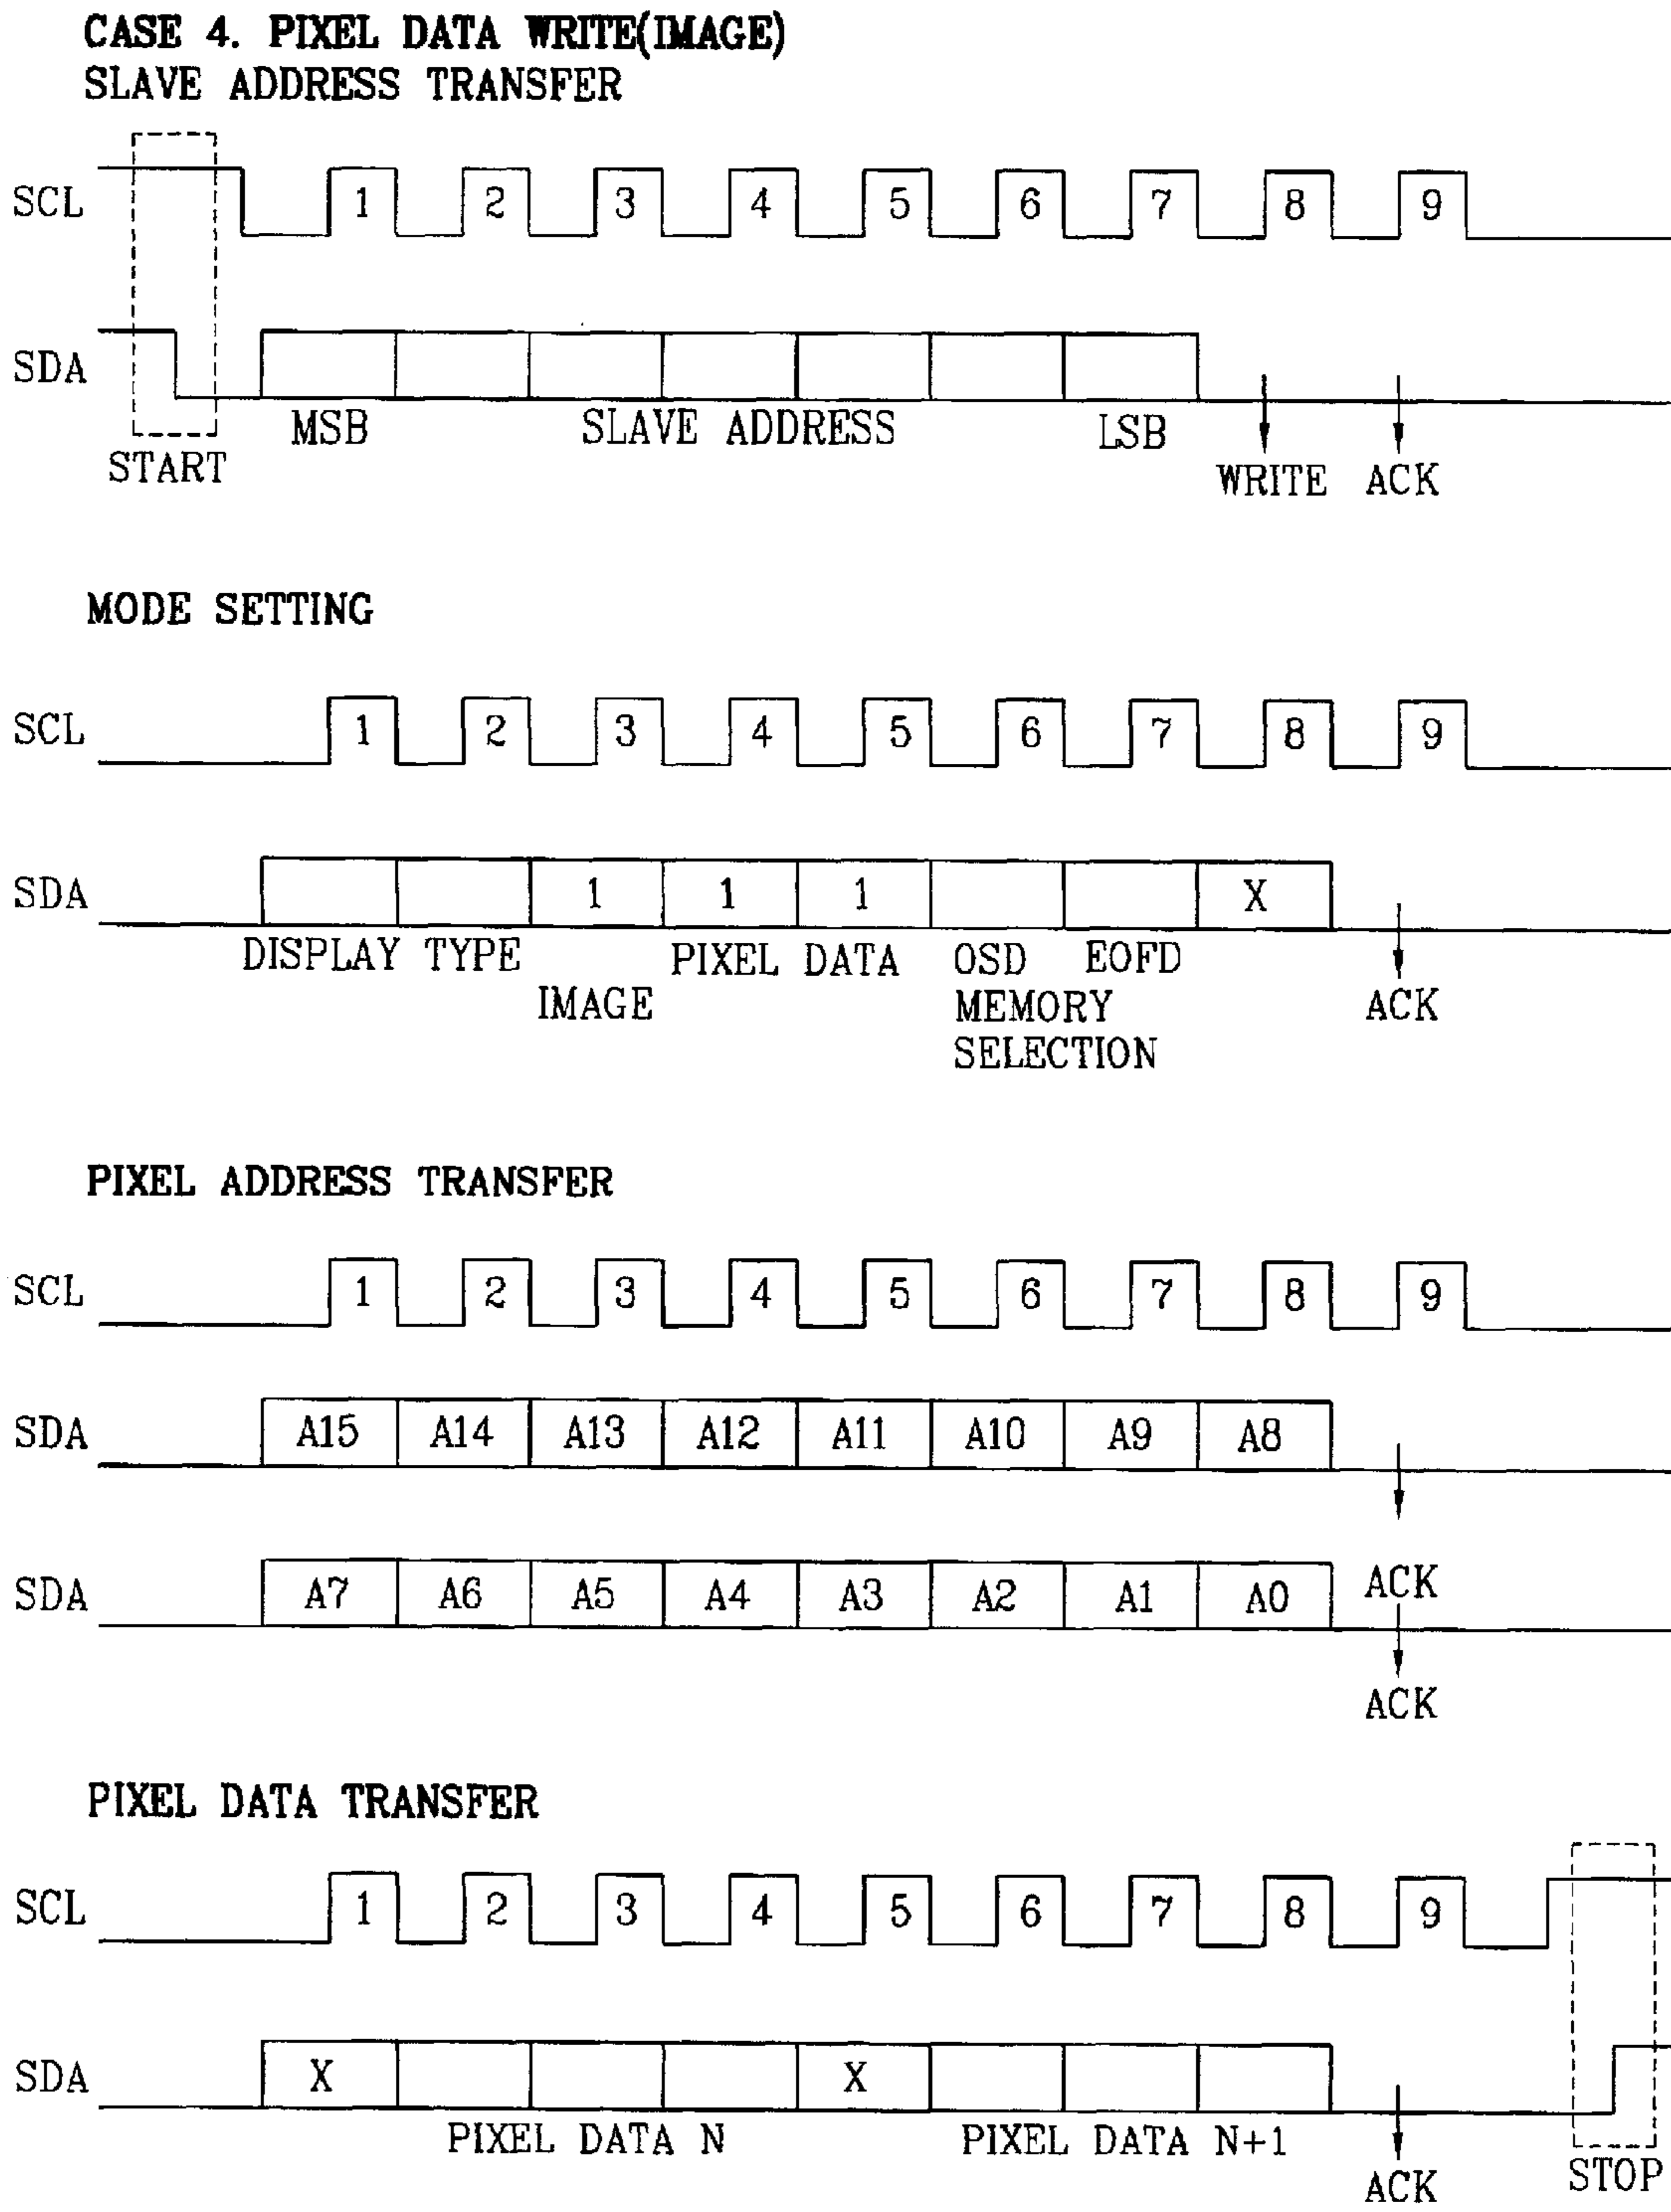 CASE 4. PIXEL DATA WRITE(IMAGE)
SLAVE ADDRESS TRANSFER
SCL 1 2 3 4 5 6 7 8 9
SDA
MSB SLAVE ADDRESS LSB
START WRITE ACK
MODE SETTING
SCL 1 2 3 4 5 6 7 8 9
SDA 1 1 1 X
DISPLAY TYPE PIXEL DATA OSD EOFD
IMAGE MEMORY ACK
SELECTION
PIXEL ADDRESS TRANSFER
SCL 1 2 3 4 5 6 7 8 9
SDA A15 A14 A13 A12 A11 A10 A9 A8
SDA A7 A6 A5 A4 A3 A2 A1 A0 ACK
ACK
PIXEL DATA TRANSFER
SCL 1 2 3 4 5 6 7 8 9
SDA X X
PIXEL DATA N PIXEL DATA N+1
ACK STOP